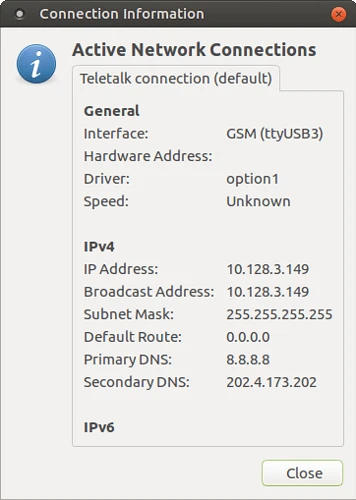 Connection Information
Active Network Connections
Teletalk connection (default)
General
Interface: GSM (ttyUSB3)
Hardware Address:
Driver: option1
Speed: Unknown
IPv4
IP Address: 10.128.3.149
Broadcast Address: 10.128.3.149
Subnet Mask: 255.255.255.255
Default Route: 0.0.0.0
Primary DNS: 8.8.8.8
Secondary DNS: 202.4.173.202
IPv6
Close